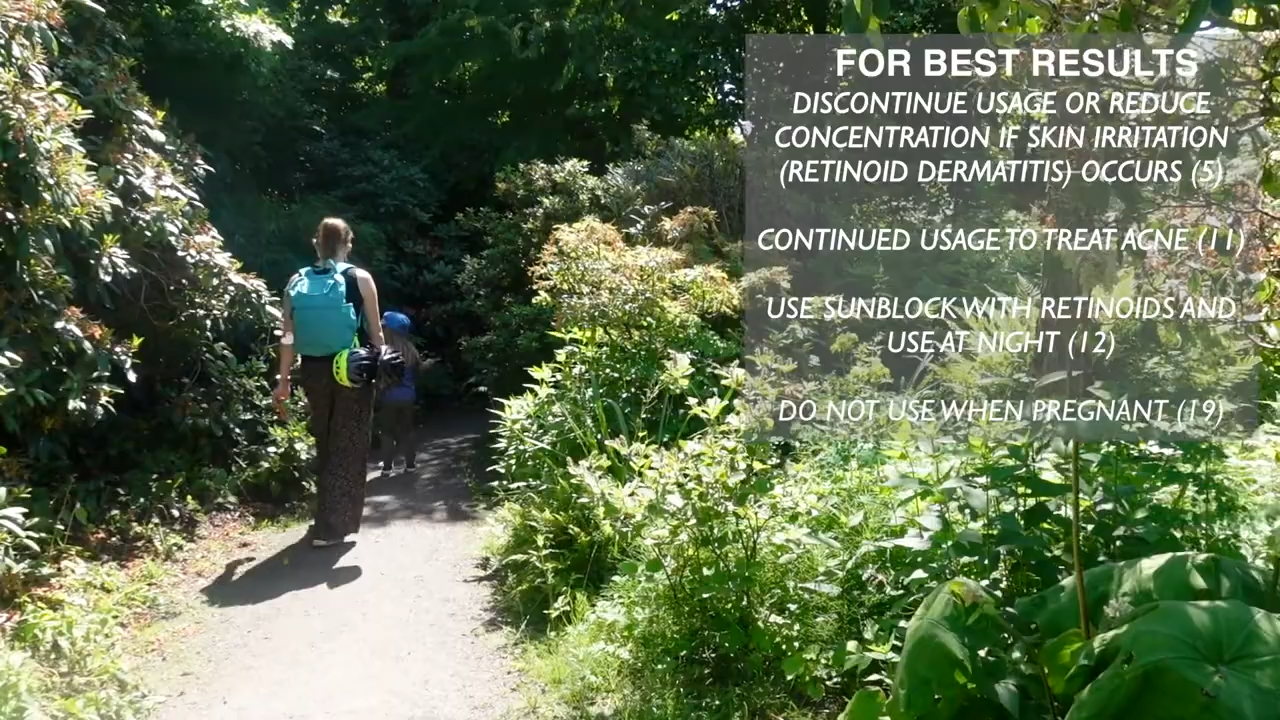 FOR BEST RESULTS
DISCONTINUE USAGE OR REDUCE
CONCENTRATION IF SKIN IRRITATION
(RETINOID DERMATITIS) OCCURS (5)
CONTINUED USAGE TO TREAT ACNE (11)
USE SUNBLOCK WITH RETINOIDS AND
USE AT NIGHT (12)
DO NOT USE WHEN PREGNANT (19)